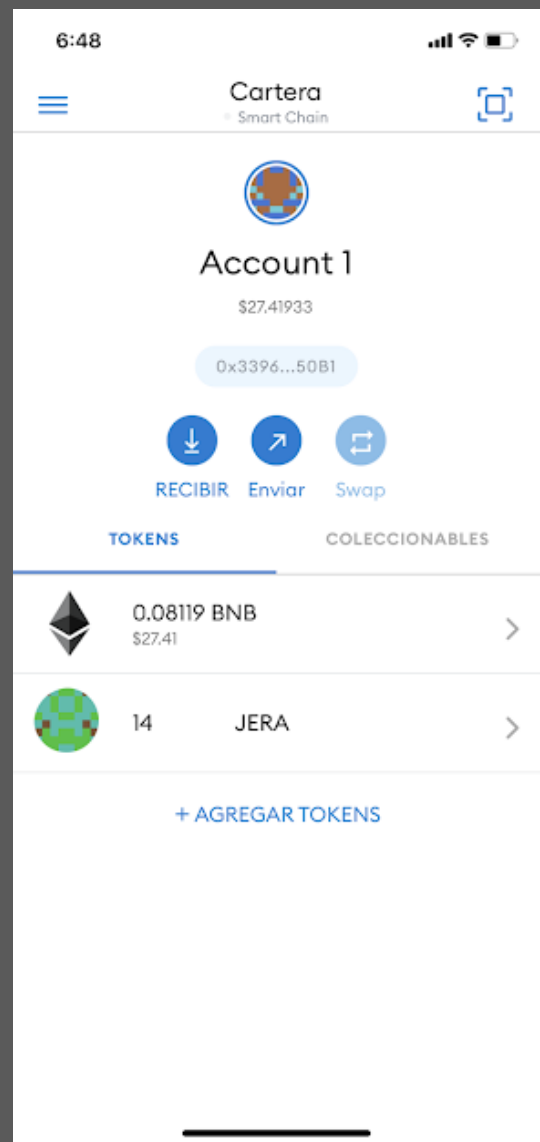 6:48
Cartera
Smart Chain
Account 1
$27.41933
0x3396...50B1
RECIBIR Enviar Swap
TOKENS COLECCIONABLES
0.08119 BNB
$27.41
14 JERA
+ AGREGAR TOKENS